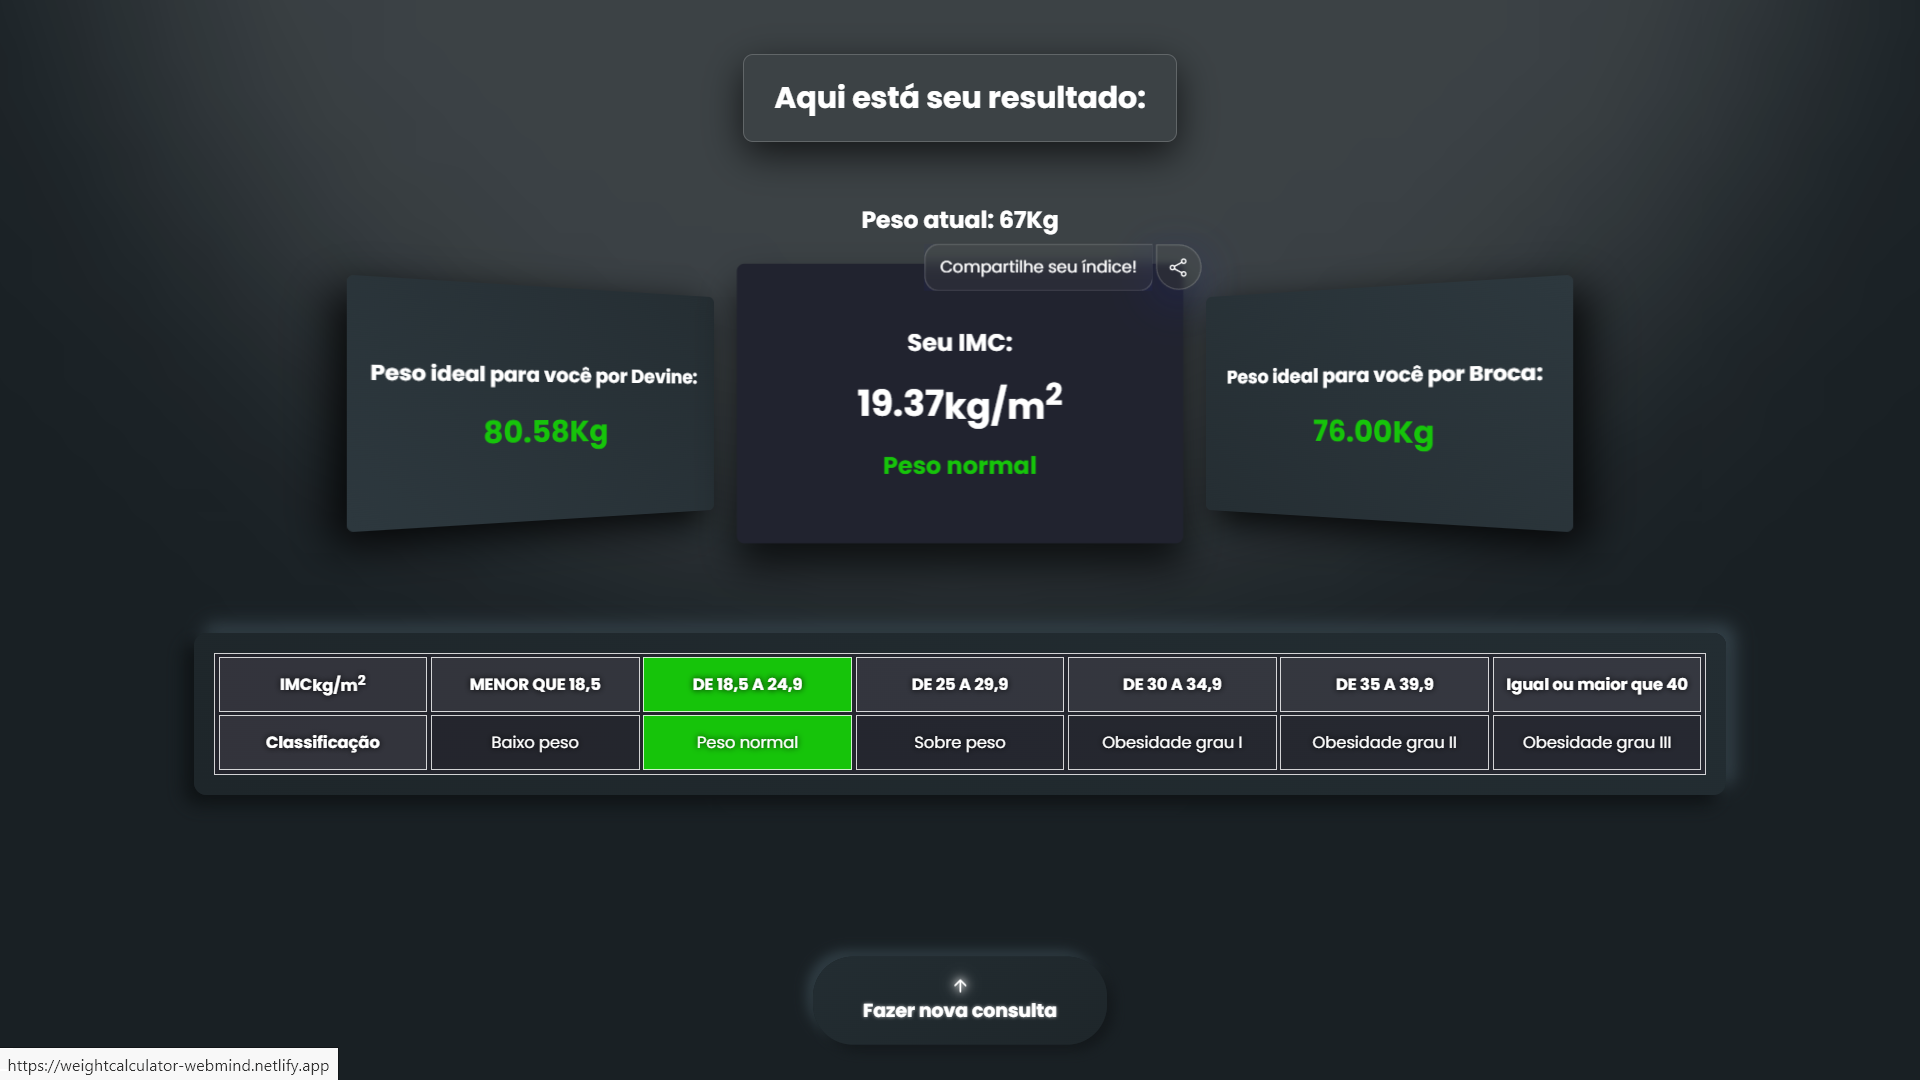 Aqui está seu resultado:
Peso atual: 67Kg
Compartilhe seu índice!
Peso ideal para você por Devine:
80.58Kg
Seu IMC:
19.37kg/m²
Peso normal
Peso ideal para você por Broca:
76.00Kg
IMCkg/m² MENOR QUE 18,5 DE 18,5 A 24,9 DE 25 A 29,9 DE 30 A 34,9 DE 35 A 39,9 Igual ou maior que 40
Classificação Baixo peso Peso normal Sobre peso Obesidade grau I Obesidade grau II Obesidade grau III
Fazer nova consulta
https://weightcalculator-webmind.netlify.app